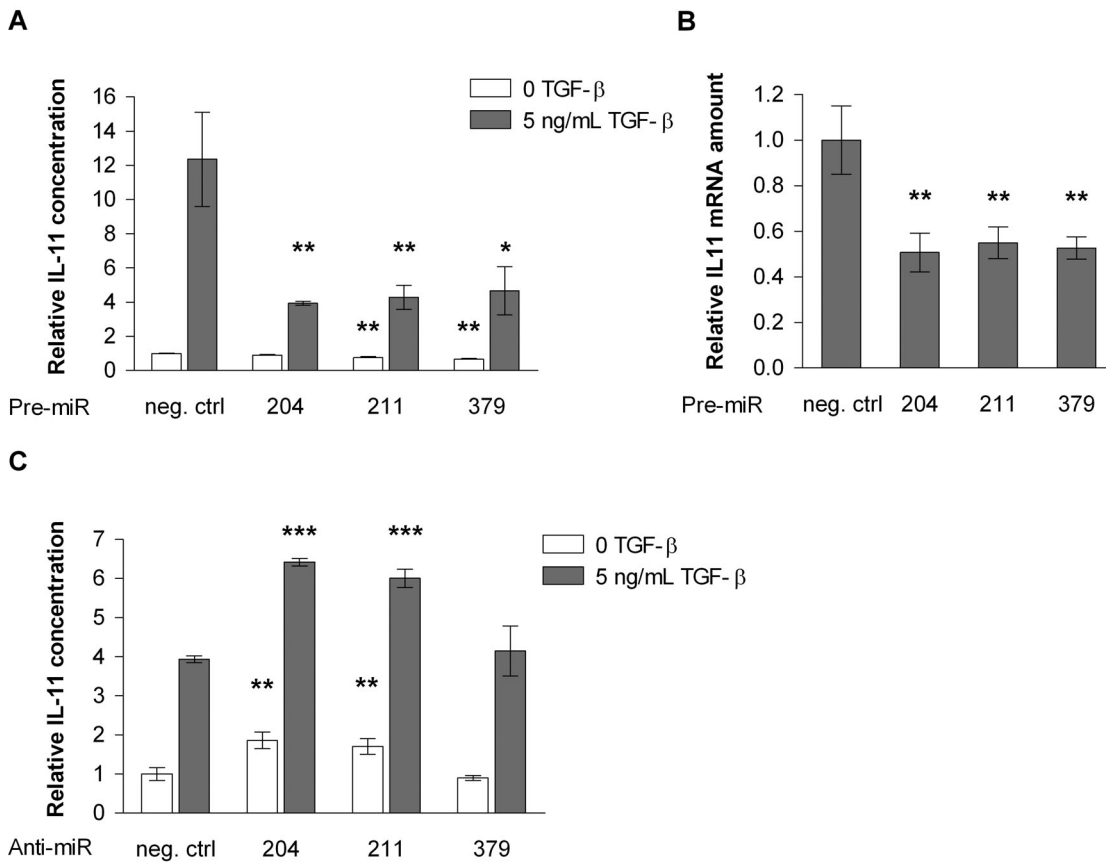 A
Relative IL-11 concentration
16
14
12
10
8
6
4
2
0
0 TGF-β
5 ng/mL TGF-β
**
**
*
**
**
Pre-miR neg. ctrl 204 211 379
B
Relative IL11 mRNA amount
1.2
1.0
0.8
0.6
0.4
0.2
0.0
** ** **
Pre-miR neg. ctrl 204 211 379
C
Relative IL-11 concentration
7
6
5
4
3
2
1
0
0 TGF-β
5 ng/mL TGF-β
*** ***
** **
Anti-miR neg. ctrl 204 211 379